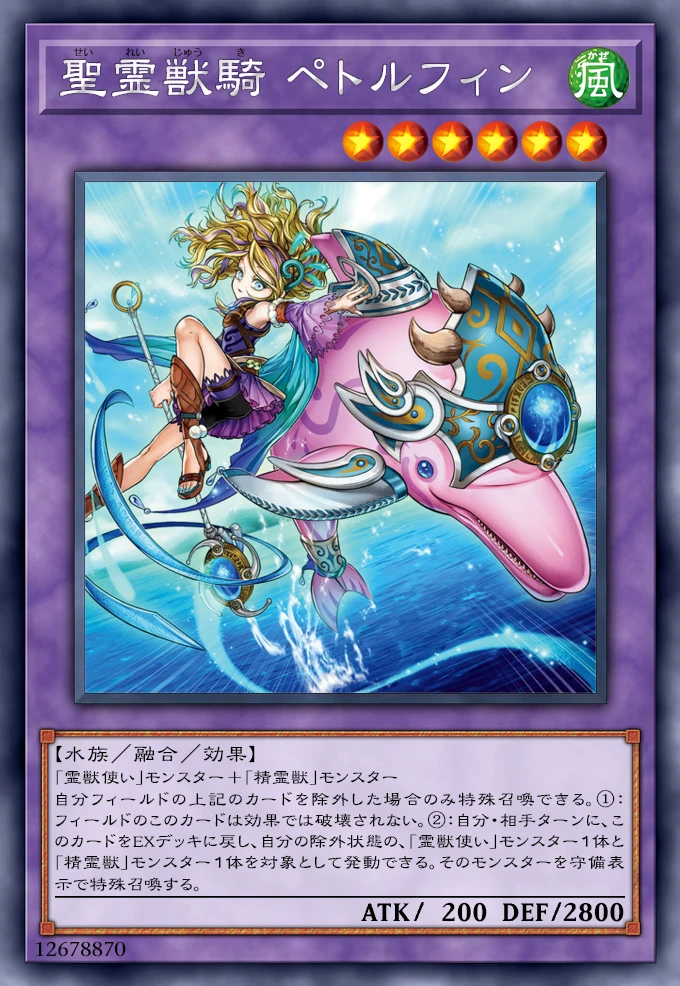 せい れい じゅう き
聖霊獣騎 ペトルフィン
かぜ
風
【水族／融合／効果】
「霊獣使い」モンスター＋「精霊獣」モンスター
自分フィールドの上記のカードを除外した場合のみ特殊召喚できる。①：
フィールドのこのカードは効果では破壊されない。②：自分・相手ターンに、こ
のカードをEXデッキに戻し、自分の除外状態の、「霊獣使い」モンスター１体と
「精霊獣」モンスター１体を対象として発動できる。そのモンスターを守備表
示で特殊召喚する。
ATK/ 200 DEF/2800
12678870